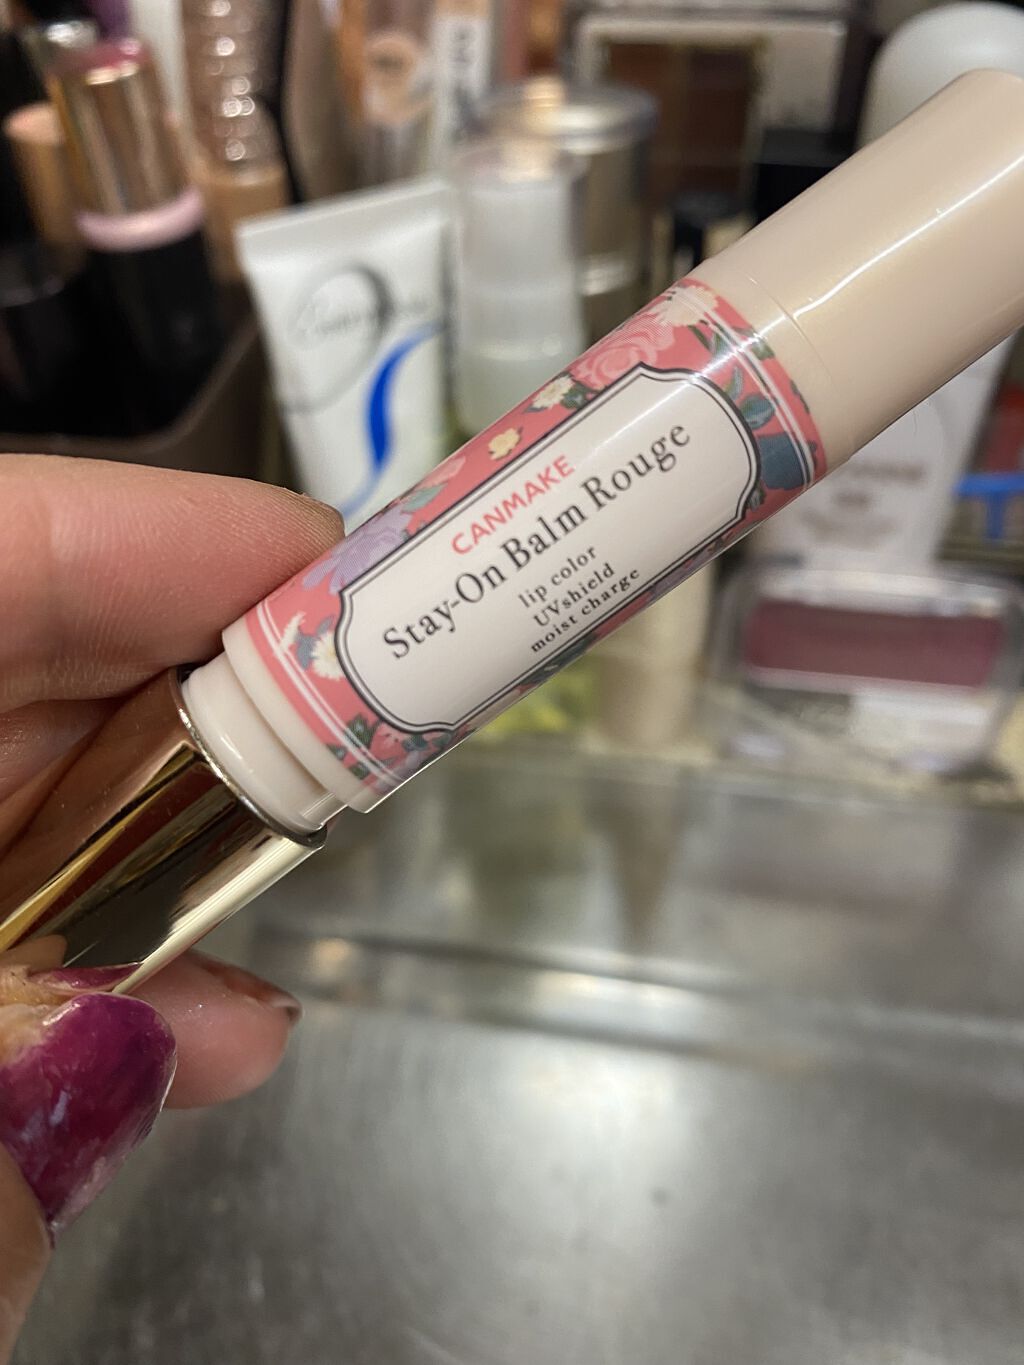 CANMAKE
Stay-On Balm Rouge
lip color
UVshield
moist charge